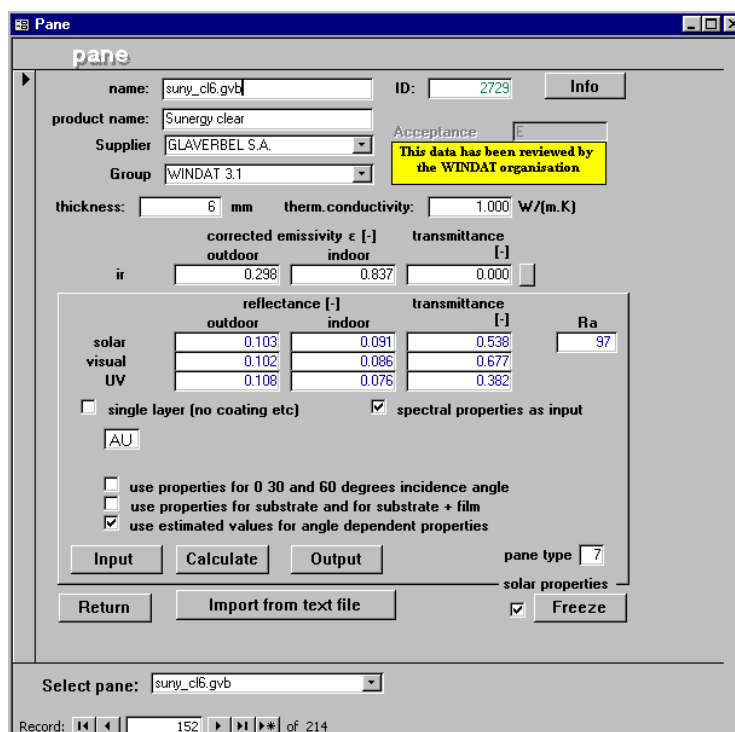 Pane
pane
name: suny_cl6.gvb ID: 2729 Info
product name: Sunergy clear
Supplier GLAVERBEL S.A. Acceptance E
Group WINDAT 3.1 This data has been reviewed by
the WINDAT organisation
thickness: 6 mm therm.conductivity: 1.000 W/(m.K)
corrected emissivity ε [-] transmittance
outdoor indoor [-]
ir 0.298 0.837 0.000
reflectance [-] transmittance
outdoor indoor [-] Ra
solar 0.103 0.091 0.538 97
visual 0.102 0.086 0.677
UV 0.108 0.076 0.382
single layer (no coating etc) spectral properties as input
AU
use properties for 0 30 and 60 degrees incidence angle
use properties for substrate and for substrate + film
use estimated values for angle dependent properties
Input Calculate Output pane type 7
solar properties
Return Import from text file Freeze
Select pane: suny_cl6.gvb
Record: 152 of 214